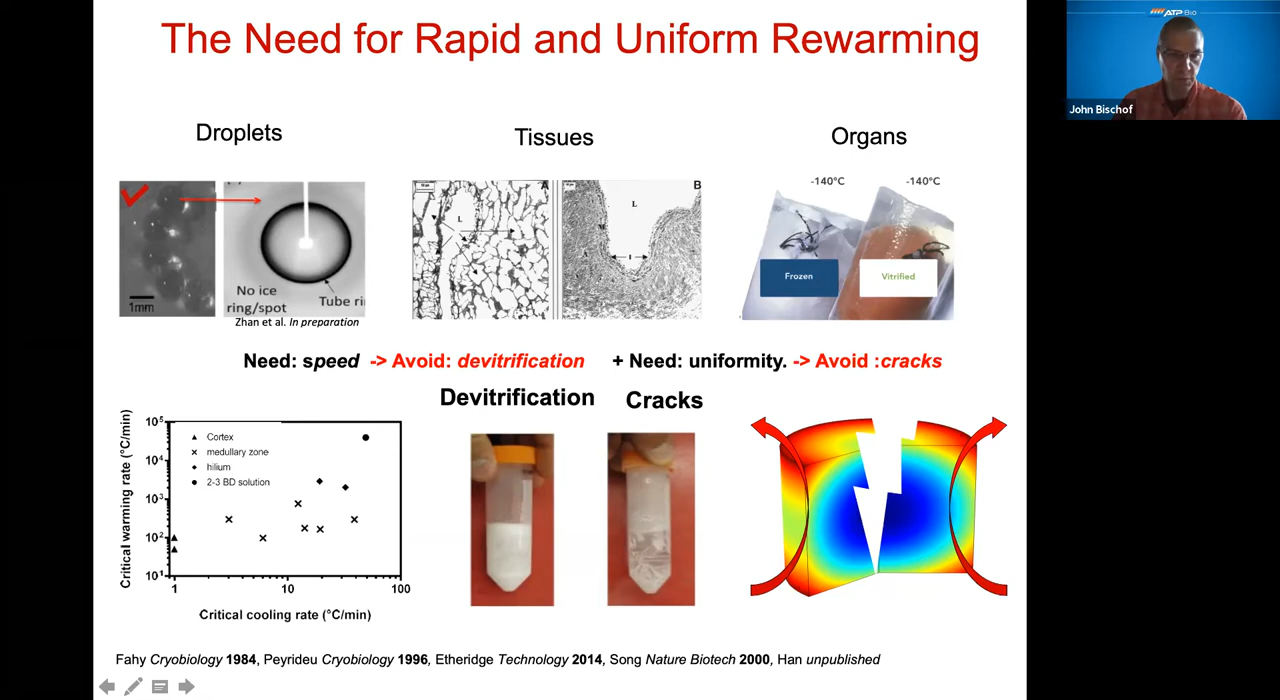 The Need for Rapid and Uniform Rewarming
ATP-Bio
John Bischof
Droplets
Tissues
Organs
1mm
No ice
ring/spot
Tube ri
Zhan et al. In preparation
A
L
B
L
M
A
I
-140°C
-140°C
Frozen
Vitrified
Need: speed -> Avoid: devitrification + Need: uniformity. -> Avoid :cracks
Devitrification
Cracks
Critical warming rate (°C/min)
10⁵
10⁴
10³
10²
10¹
Cortex
medullary zone
hilium
2-3 BD solution
1
10
100
Critical cooling rate (°C/min)
Fahy Cryobiology 1984, Peyrideu Cryobiology 1996, Etheridge Technology 2014, Song Nature Biotech 2000, Han unpublished